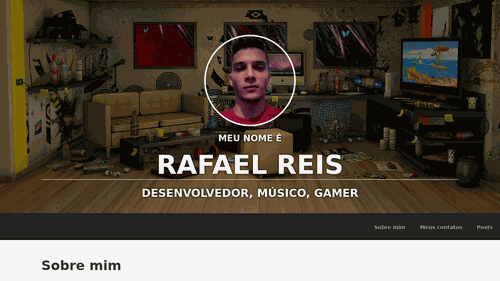 MEU NOME É
RAFAEL REIS
DESENVOLVEDOR, MÚSICO, GAMER
Sobre mim Meus contatos Posts
Sobre mim